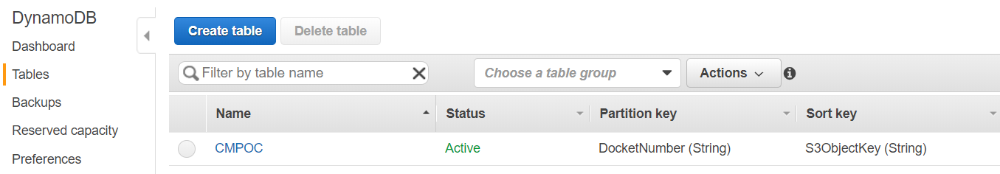 DynamoDB
Dashboard
Tables
Backups
Reserved capacity
Preferences
Create table Delete table
Filter by table name Choose a table group Actions
Name Status Partition key Sort key
CMPOC Active DocketNumber (String) S3ObjectKey (String)